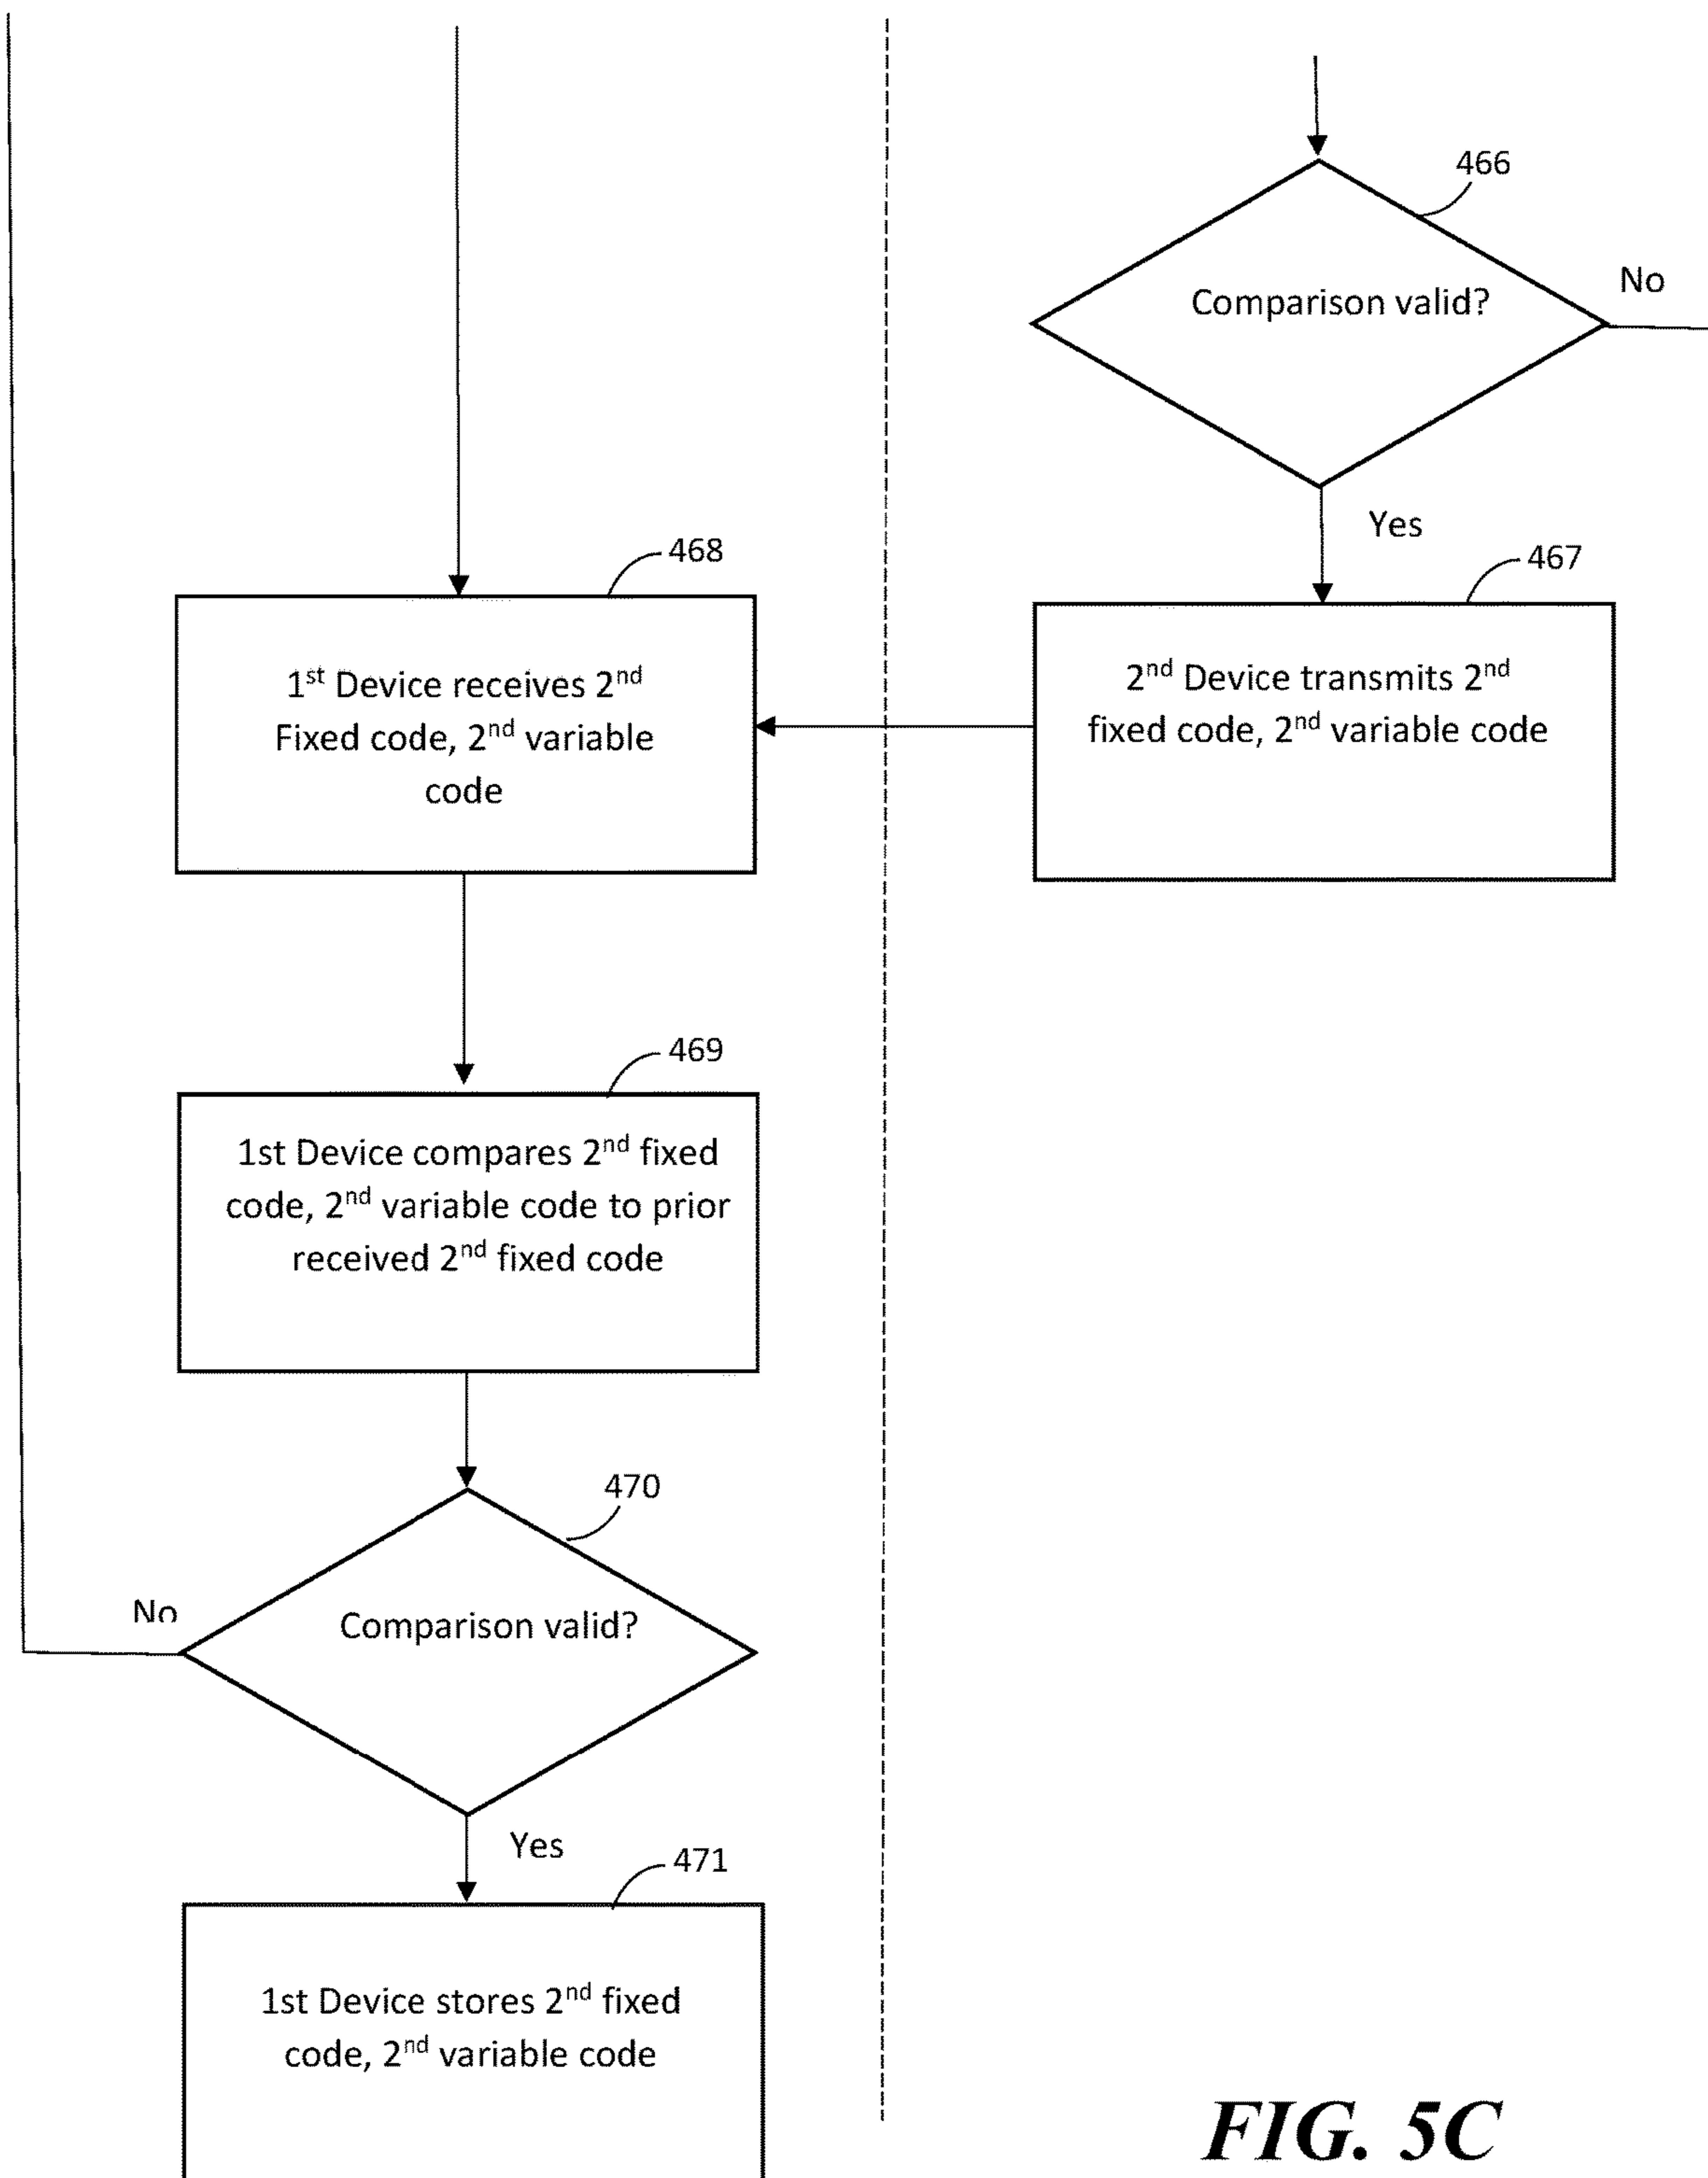 466
No
Comparison valid?
Yes
468
467
1st Device receives 2nd
Fixed code, 2nd variable
code
2nd Device transmits 2nd
fixed code, 2nd variable code
469
1st Device compares 2nd fixed
code, 2nd variable code to prior
received 2nd fixed code
470
No
Comparison valid?
Yes
471
1st Device stores 2nd fixed
code, 2nd variable code
FIG. 5C